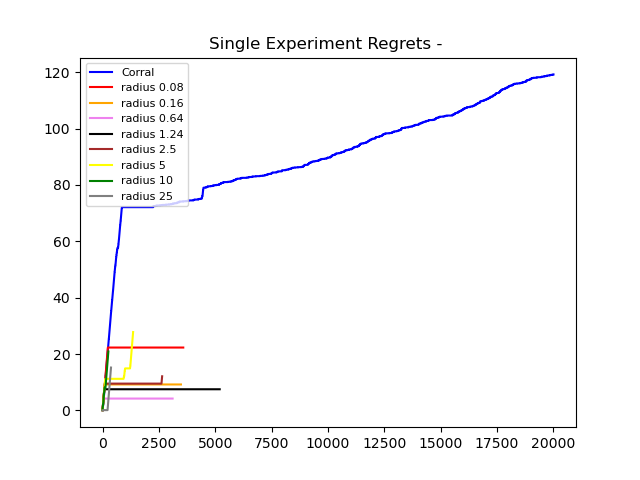 Single Experiment Regrets -
120
100
80
60
40
20
0
Corral
radius 0.08
radius 0.16
radius 0.64
radius 1.24
radius 2.5
radius 5
radius 10
radius 25
0 2500 5000 7500 10000 12500 15000 17500 20000